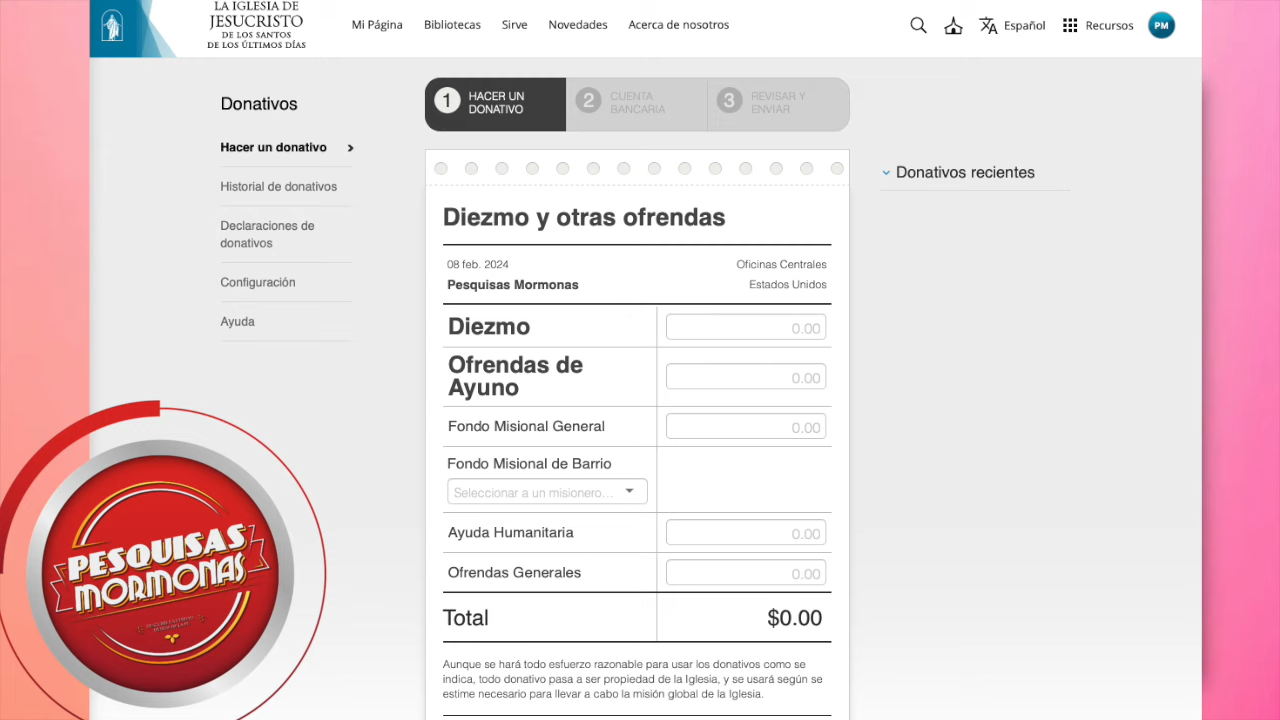 LA IGLESIA DE
JESUCRISTO
DE LOS SANTOS
DE LOS ÚLTIMOS DÍAS
Mi Página
Bibliotecas
Sirve
Novedades
Acerca de nosotros
Español
Recursos
PM
Donativos
Hacer un donativo
Historial de donativos
Declaraciones de
donativos
Configuración
Ayuda
1 HACER UN
DONATIVO
2 CUENTA
BANCARIA
3 REVISAR Y
ENVIAR
Diezmo y otras ofrendas
08 feb. 2024
Oficinas Centrales
Pesquisas Mormonas
Estados Unidos
Diezmo
0.00
Ofrendas de
Ayuno
0.00
Fondo Misional General
0.00
Fondo Misional de Barrio
Seleccionar a un misionero...
Ayuda Humanitaria
0.00
Ofrendas Generales
0.00
Total
$0.00
Aunque se hará todo esfuerzo razonable para usar los donativos como se
indica, todo donativo pasa a ser propiedad de la Iglesia, y se usará según se
estime necesario para llevar a cabo la misión global de la Iglesia.
Donativos recientes
PESQUISAS
MORMONAS